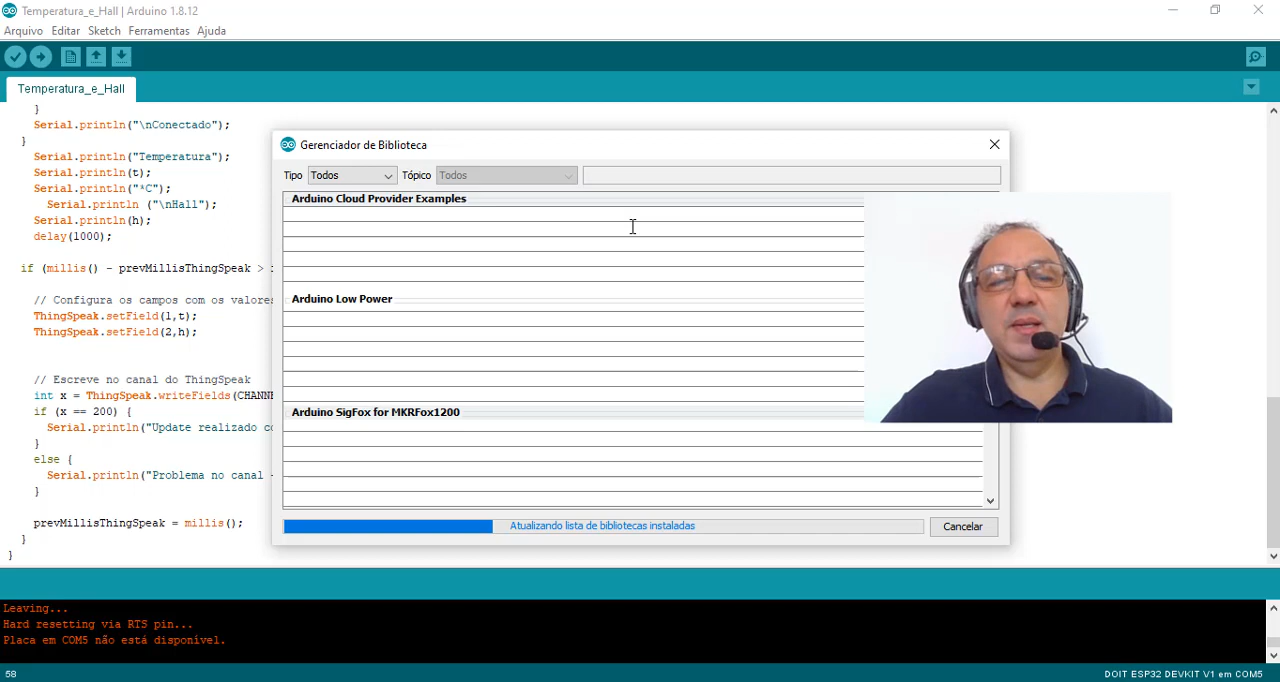 Temperatura_e_Hall | Arduino 1.8.12
Arquivo Editar Sketch Ferramentas Ajuda
Temperatura_e_Hall
}
Serial.println("\nConectado");
}
Serial.println("Temperatura");
Serial.println(t);
Serial.println("*C");
Serial.println ("\nHall");
Serial.println(h);
delay(1000);
if (millis() - prevMillisThingSpeak >
// Configura os campos com os valores
ThingSpeak.setField(1,t);
ThingSpeak.setField(2,h);
// Escreve no canal do ThingSpeak
int x = ThingSpeak.writeFields(CHANNE
if (x == 200) {
Serial.println("Update realizado co
}
else {
Serial.println("Problema no canal -
}
prevMillisThingSpeak = millis();
}
}
Gerenciador de Biblioteca
Tipo Todos Tópico Todos
Arduino Cloud Provider Examples
Arduino Low Power
Arduino SigFox for MKRFox1200
Atualizando lista de bibliotecas instaladas
Cancelar
Leaving...
Hard resetting via RTS pin...
Placa em COM5 não está disponível.
58
DOIT ESP32 DEVKIT V1 em COM5